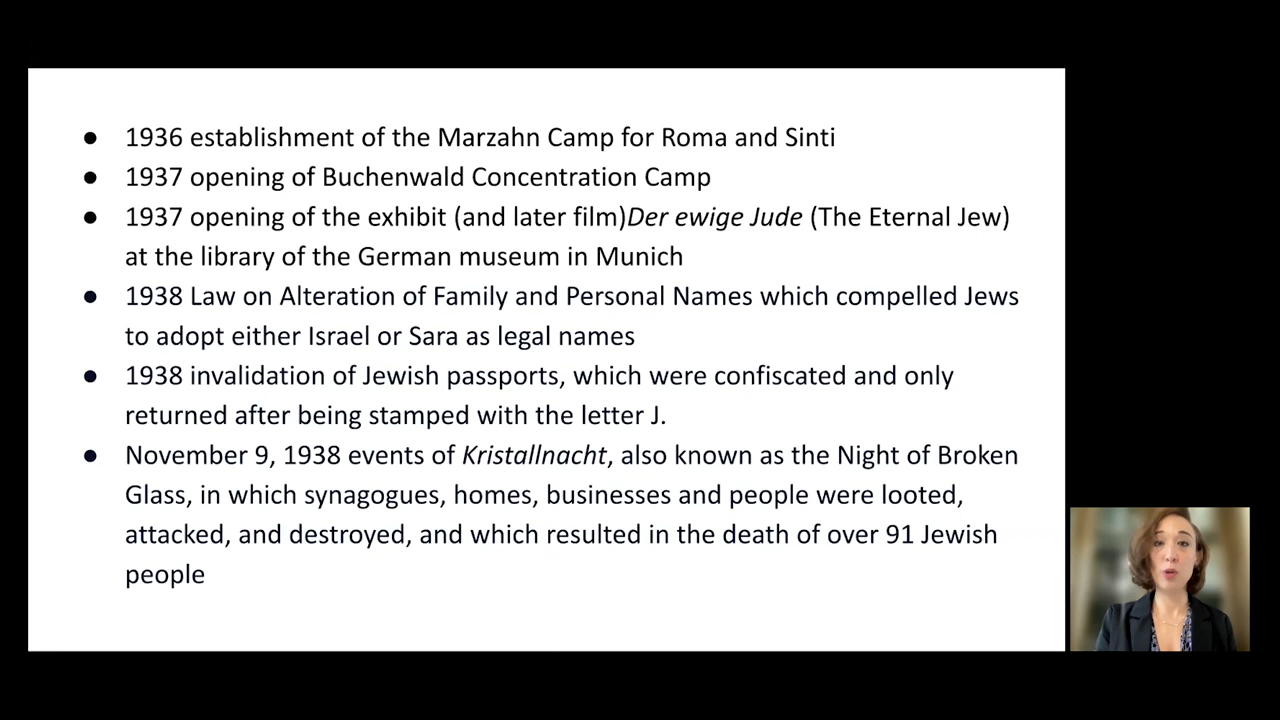 ● 1936 establishment of the Marzahn Camp for Roma and Sinti
● 1937 opening of Buchenwald Concentration Camp
● 1937 opening of the exhibit (and later film)Der ewige Jude (The Eternal Jew)
at the library of the German museum in Munich
● 1938 Law on Alteration of Family and Personal Names which compelled Jews
to adopt either Israel or Sara as legal names
● 1938 invalidation of Jewish passports, which were confiscated and only
returned after being stamped with the letter J.
● November 9, 1938 events of Kristallnacht, also known as the Night of Broken
Glass, in which synagogues, homes, businesses and people were looted,
attacked, and destroyed, and which resulted in the death of over 91 Jewish
people